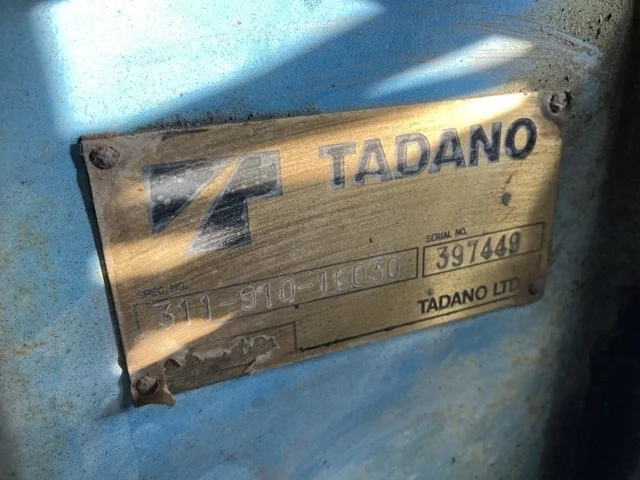 TADANO
SPEC. NO.
311-910-10030
SERIAL NO.
397449
TADANO LTD